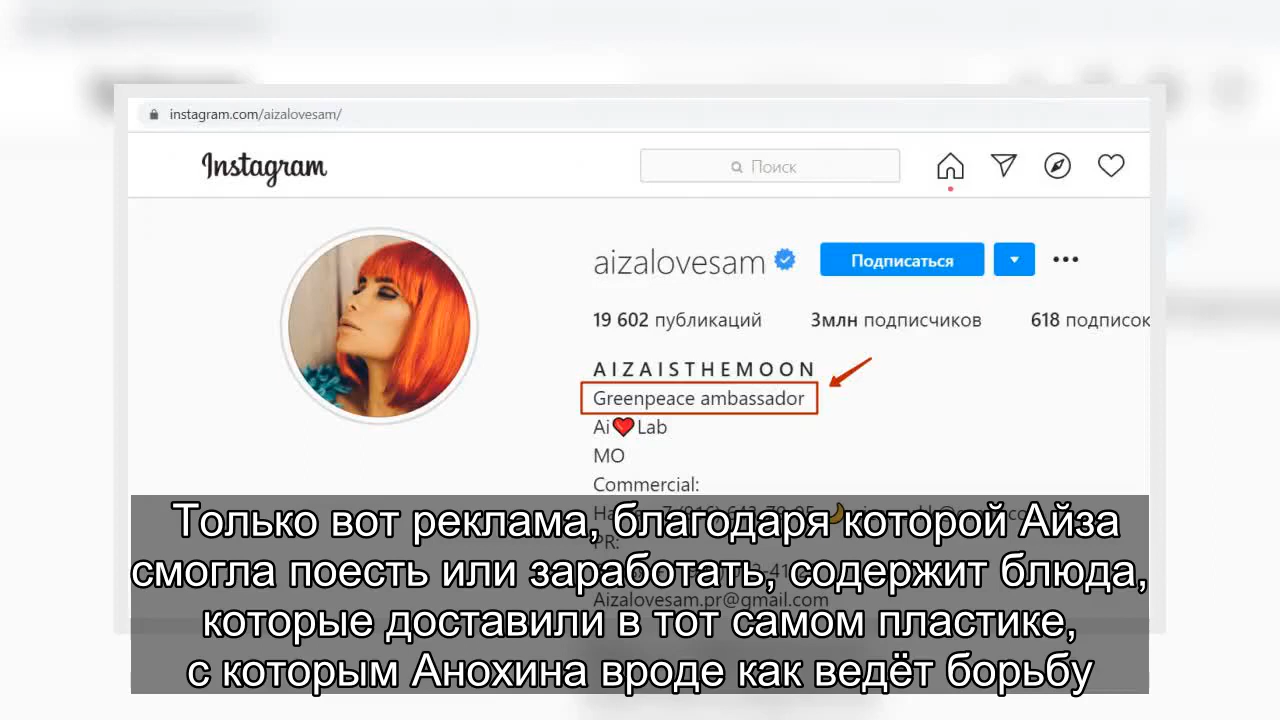 instagram.com/aizalovesam/
Instagram
Поиск
aizalovesam
Подписаться
19 602 публикаций 3млн подписчиков 618 подписок
AIZAISTHEMOON
Greenpeace ambassador
Ai❤️Lab
MO
Commercial:
PR:
Aizalovesam.pr@gmail.com
Только вот реклама, благодаря которой Айза
смогла поесть или заработать, содержит блюда,
которые доставили в тот самом пластике,
с которым Анохина вроде как ведёт борьбу